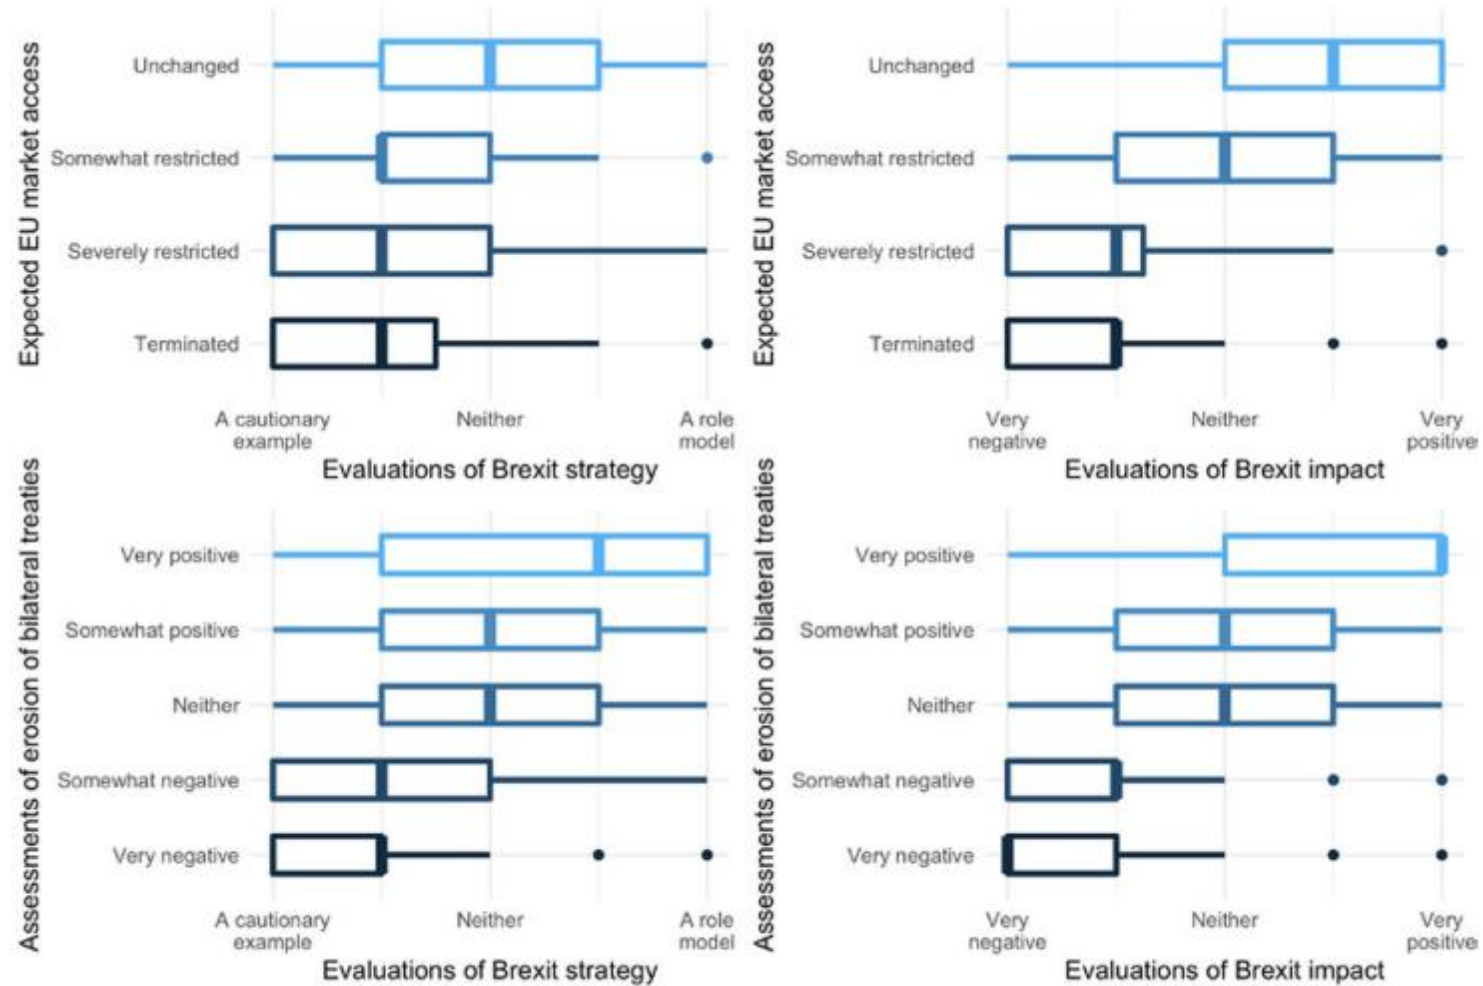 Expected EU market access
Unchanged
Somewhat restricted
Severely restricted
Terminated
A cautionary
example
Neither
A role
model
Evaluations of Brexit strategy
Expected EU market access
Unchanged
Somewhat restricted
Severely restricted
Terminated
Very
negative
Neither
Very
positive
Evaluations of Brexit impact
Assessments of erosion of bilateral treaties
Very positive
Somewhat positive
Neither
Somewhat negative
Very negative
A cautionary
example
Neither
A role
model
Evaluations of Brexit strategy
Assessments of erosion of bilateral treaties
Very positive
Somewhat positive
Neither
Somewhat negative
Very negative
Very
negative
Neither
Very
positive
Evaluations of Brexit impact